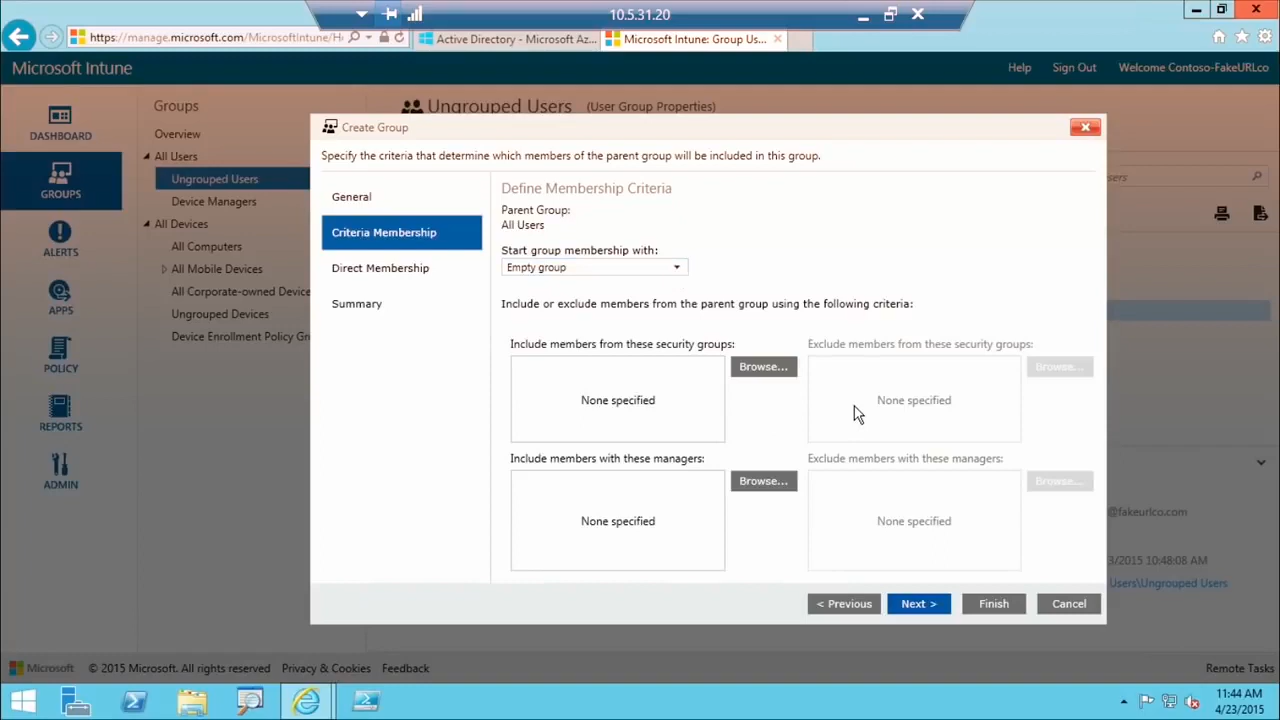 10.5.31.20
https://manage.microsoft.com/MicrosoftIntune/H
Active Directory - Microsoft Az...
Microsoft Intune: Group Us...
Microsoft Intune
Help
Sign Out
Welcome Contoso-FakeURLco
DASHBOARD
GROUPS
ALERTS
APPS
POLICY
REPORTS
ADMIN
Groups
Overview
All Users
Ungrouped Users
Device Managers
All Devices
All Computers
All Mobile Devices
All Corporate-owned Device
Ungrouped Devices
Device Enrollment Policy Gr
Ungrouped Users (User Group Properties)
sers
Create Group
Specify the criteria that determine which members of the parent group will be included in this group.
General
Criteria Membership
Direct Membership
Summary
Define Membership Criteria
Parent Group:
All Users
Start group membership with:
Empty group
Include or exclude members from the parent group using the following criteria:
Include members from these security groups:
None specified
Browse...
Exclude members from these security groups:
None specified
Browse...
Include members with these managers:
None specified
Browse...
Exclude members with these managers:
None specified
Browse...
< Previous
Next >
Finish
Cancel
@fakeurlco.com
3/2015 10:48:08 AM
Users\Ungrouped Users
Microsoft
© 2015 Microsoft. All rights reserved
Privacy & Cookies
Feedback
Remote Tasks
11:44 AM
4/23/2015